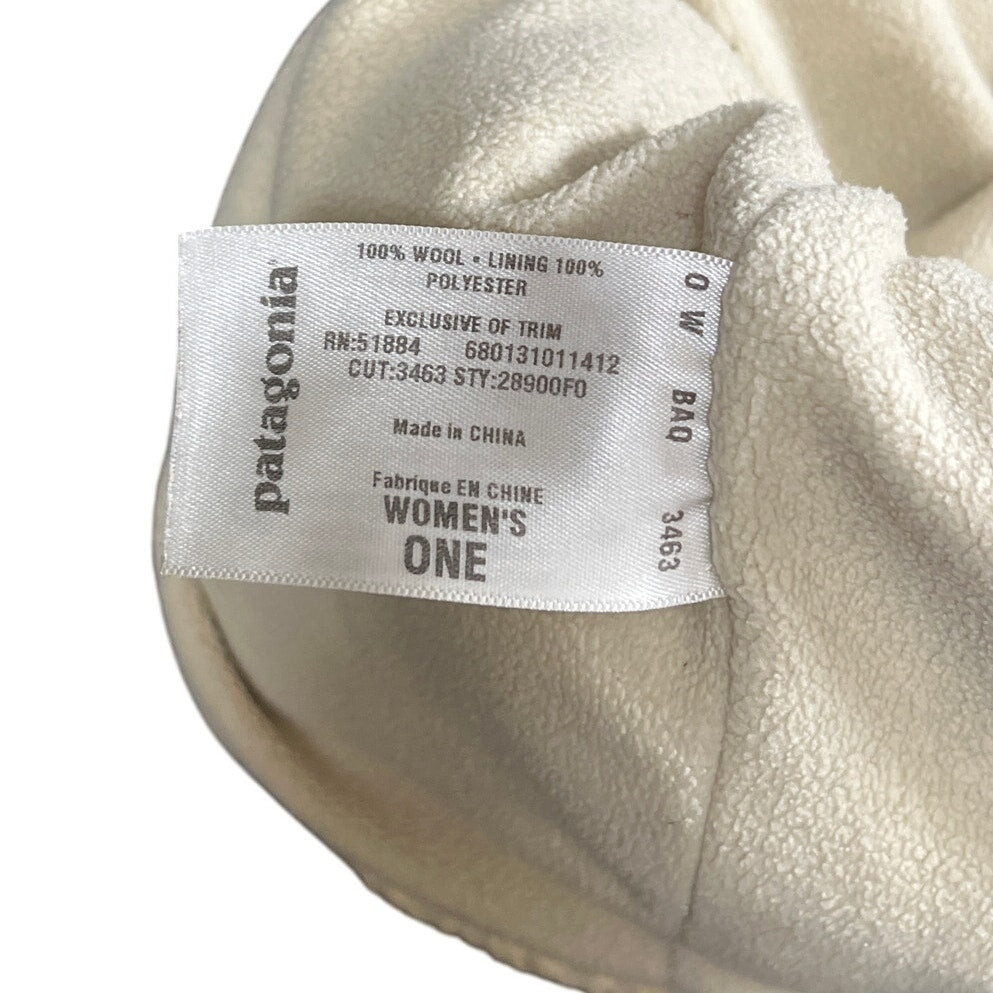 patagonia
100% WOOL • LINING 100%
POLYESTER
EXCLUSIVE OF TRIM
RN:51884 680131011412
CUT:3463 STY:28900F0
Made in CHINA
Fabrique EN CHINE
WOMEN'S
ONE
O W BAQ 3463